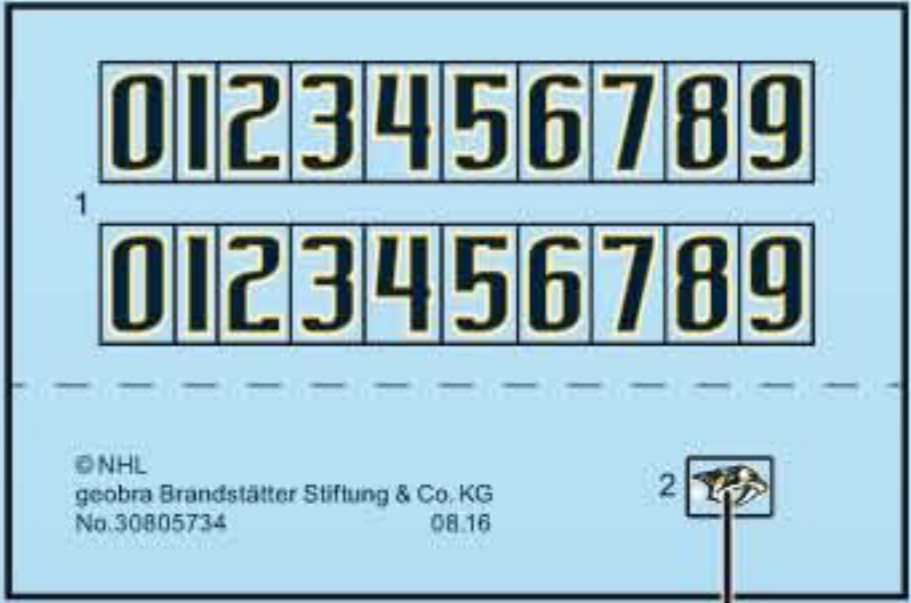 0123456789
1
0123456789
©NHL
geobra Brandstätter Stiftung & Co. KG
No.30805734 08.16
2